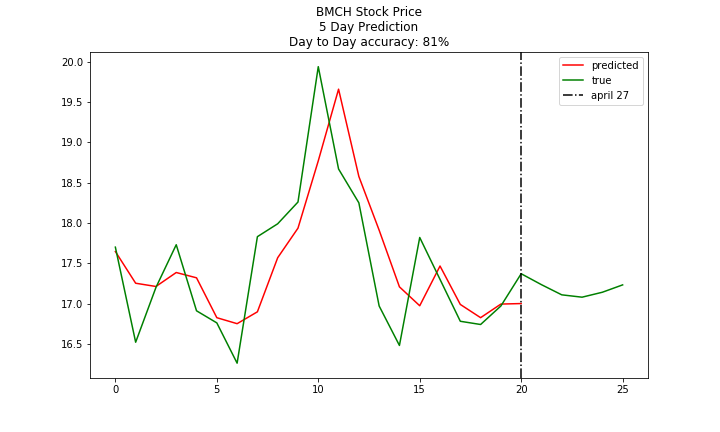 BMCH Stock Price
5 Day Prediction
Day to Day accuracy: 81%
predicted
true
april 27
20.0
19.5
19.0
18.5
18.0
17.5
17.0
16.5
0 5 10 15 20 25